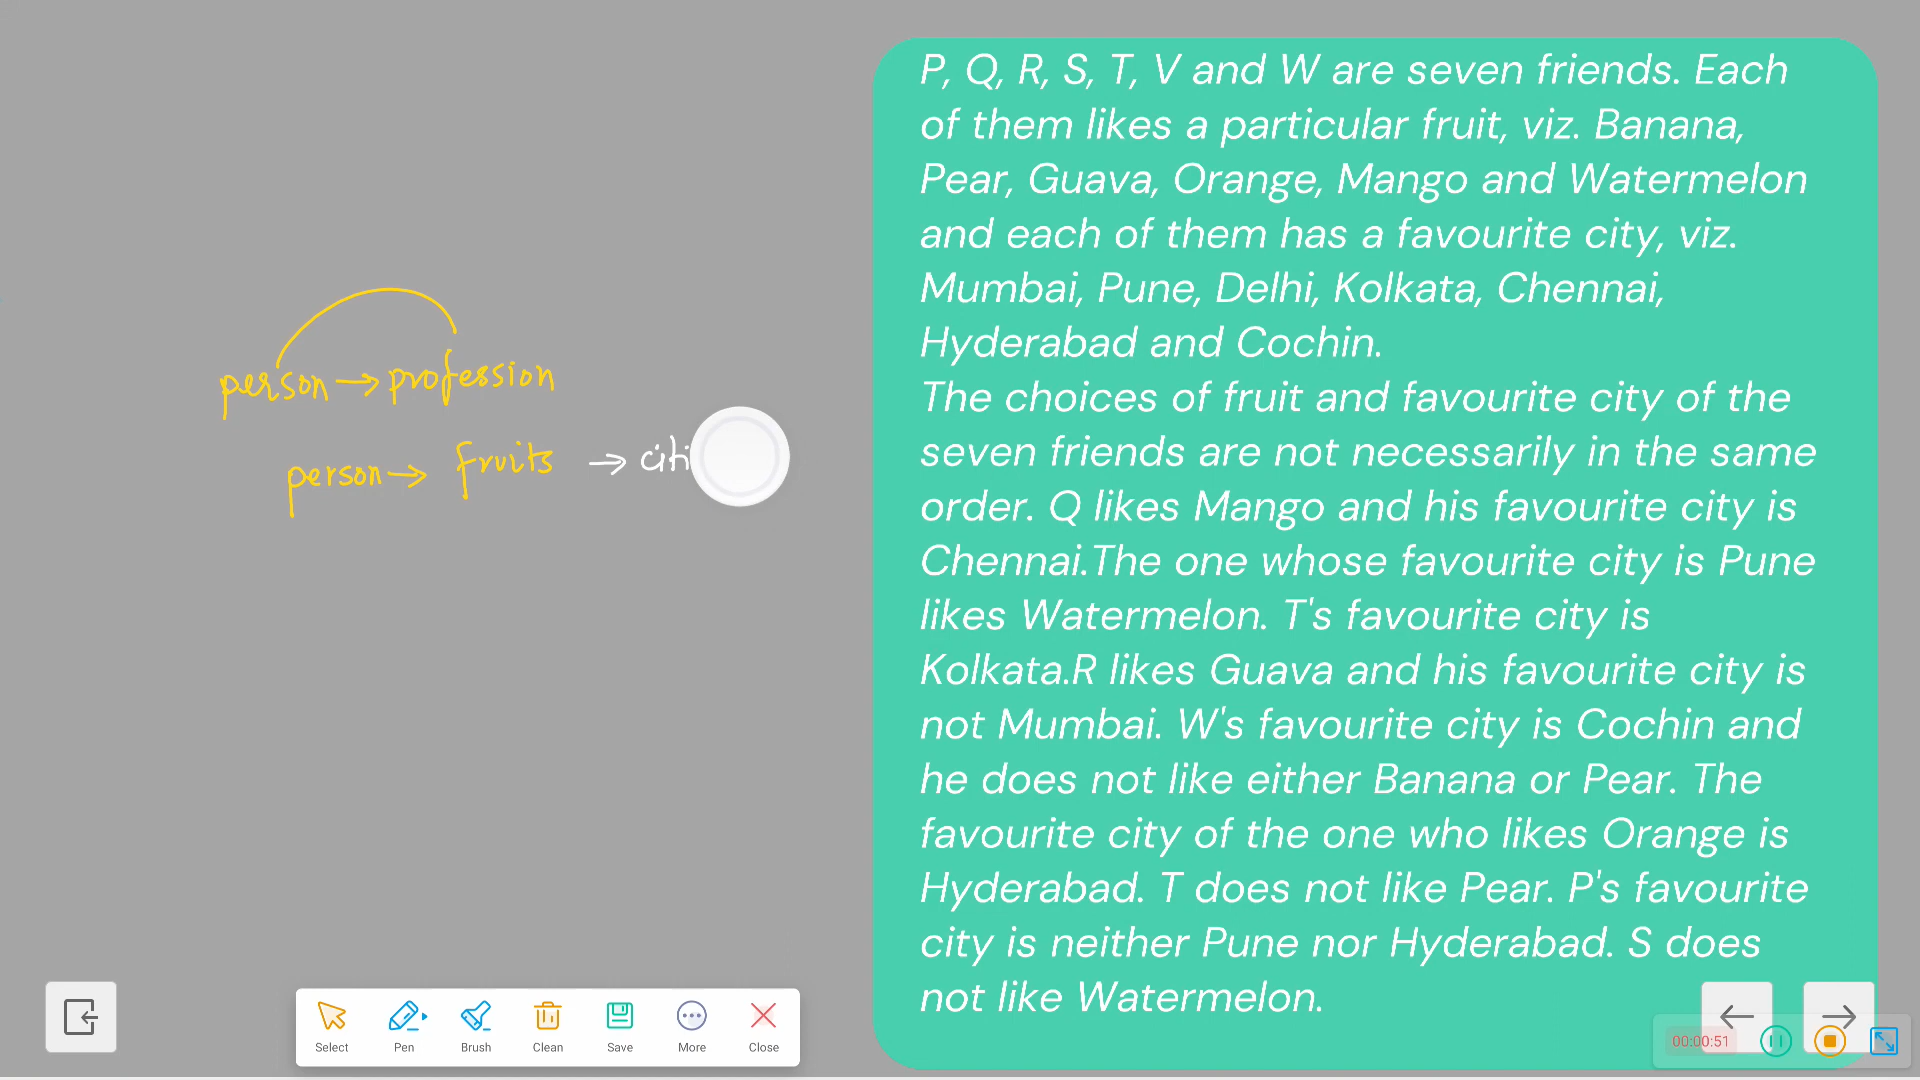 person → profession
person → fruits → citi
P, Q, R, S, T, V and W are seven friends. Each
of them likes a particular fruit, viz. Banana,
Pear, Guava, Orange, Mango and Watermelon
and each of them has a favourite city, viz.
Mumbai, Pune, Delhi, Kolkata, Chennai,
Hyderabad and Cochin.
The choices of fruit and favourite city of the
seven friends are not necessarily in the same
order. Q likes Mango and his favourite city is
Chennai.The one whose favourite city is Pune
likes Watermelon. T's favourite city is
Kolkata.R likes Guava and his favourite city is
not Mumbai. W's favourite city is Cochin and
he does not like either Banana or Pear. The
favourite city of the one who likes Orange is
Hyderabad. T does not like Pear. P's favourite
city is neither Pune nor Hyderabad. S does
not like Watermelon.
Select Pen Brush Clean Save More Close
00:00:51